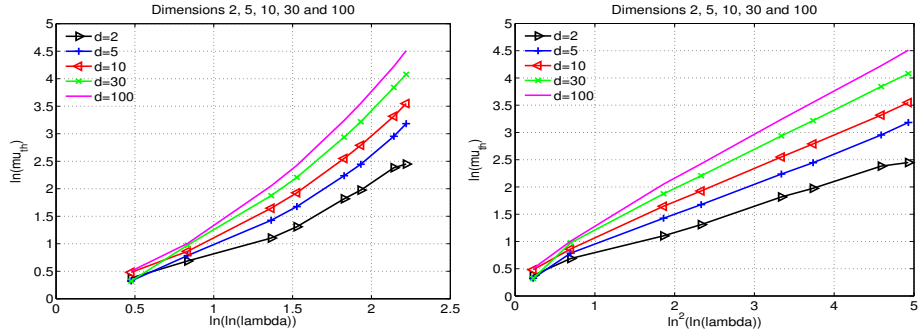 Dimensions 2, 5, 10, 30 and 100
5
4.5
4
3.5
3
2.5
2
1.5
1
0.5
0
d=2
d=5
d=10
d=30
d=100
ln(mu_th)
0 0.5 1 1.5 2 2.5
ln(ln(lambda))
Dimensions 2, 5, 10, 30 and 100
5
4.5
4
3.5
3
2.5
2
1.5
1
0.5
0
d=2
d=5
d=10
d=30
d=100
ln(mu_th)
0 1 2 3 4 5
ln²(ln(lambda))